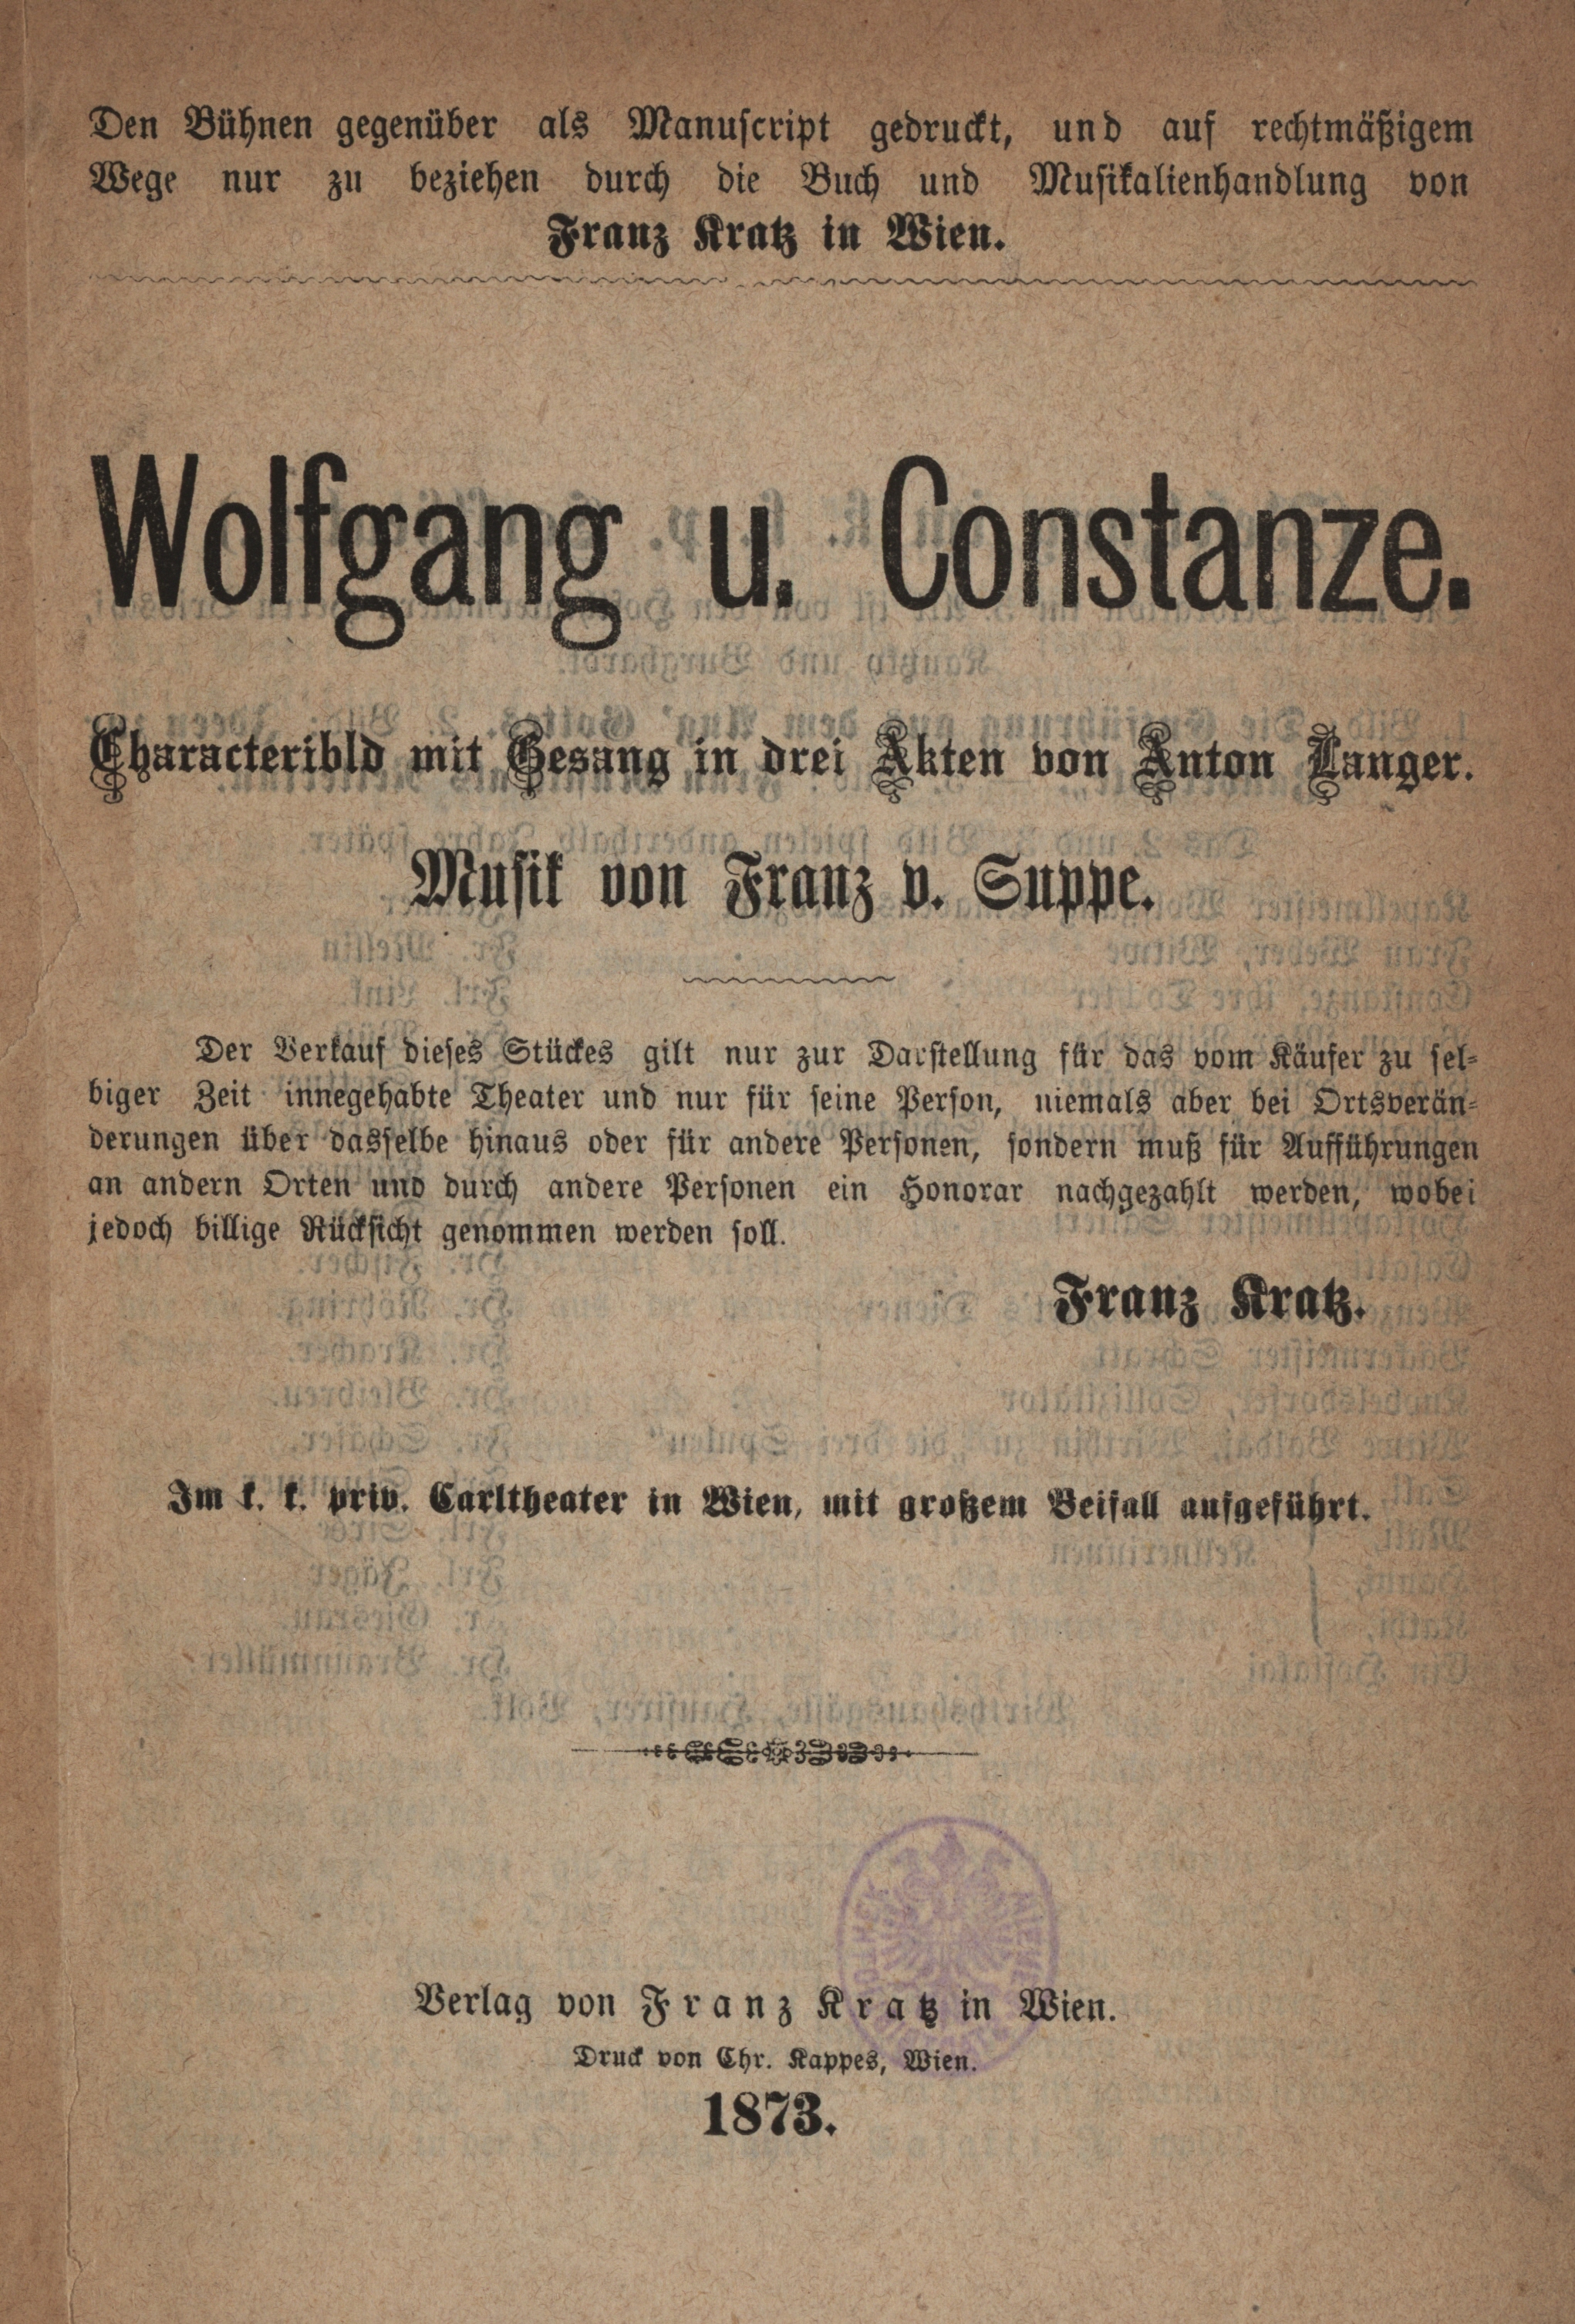 Den Bühnen gegenüber als Manuscript gedruckt, und auf rechtmäßigem
Wege nur zu beziehen durch die Buch und Musikalienhandlung von
Franz Kratz in Wien.
Wolfgang u. Constanze.
Characteribld mit Gesang in drei Akten von Anton Langer.
Musik von Franz v. Suppe.
Der Verkauf dieses Stückes gilt nur zur Darstellung für das vom Käufer zu sel-
biger Zeit innegehabte Theater und nur für seine Person, niemals aber bei Ortsverän-
derungen über dasselbe hinaus oder für andere Personen, sondern muß für Aufführungen
an andern Orten und durch andere Personen ein Honorar nachgezahlt werden, wobei
jedoch billige Rücksicht genommen werden soll.
Franz Kratz.
Im k. k. priv. Carltheater in Wien, mit großem Beifall aufgeführt.
Verlag von Franz Kratz in Wien.
Druck von Chr. Kappes, Wien.
1873.